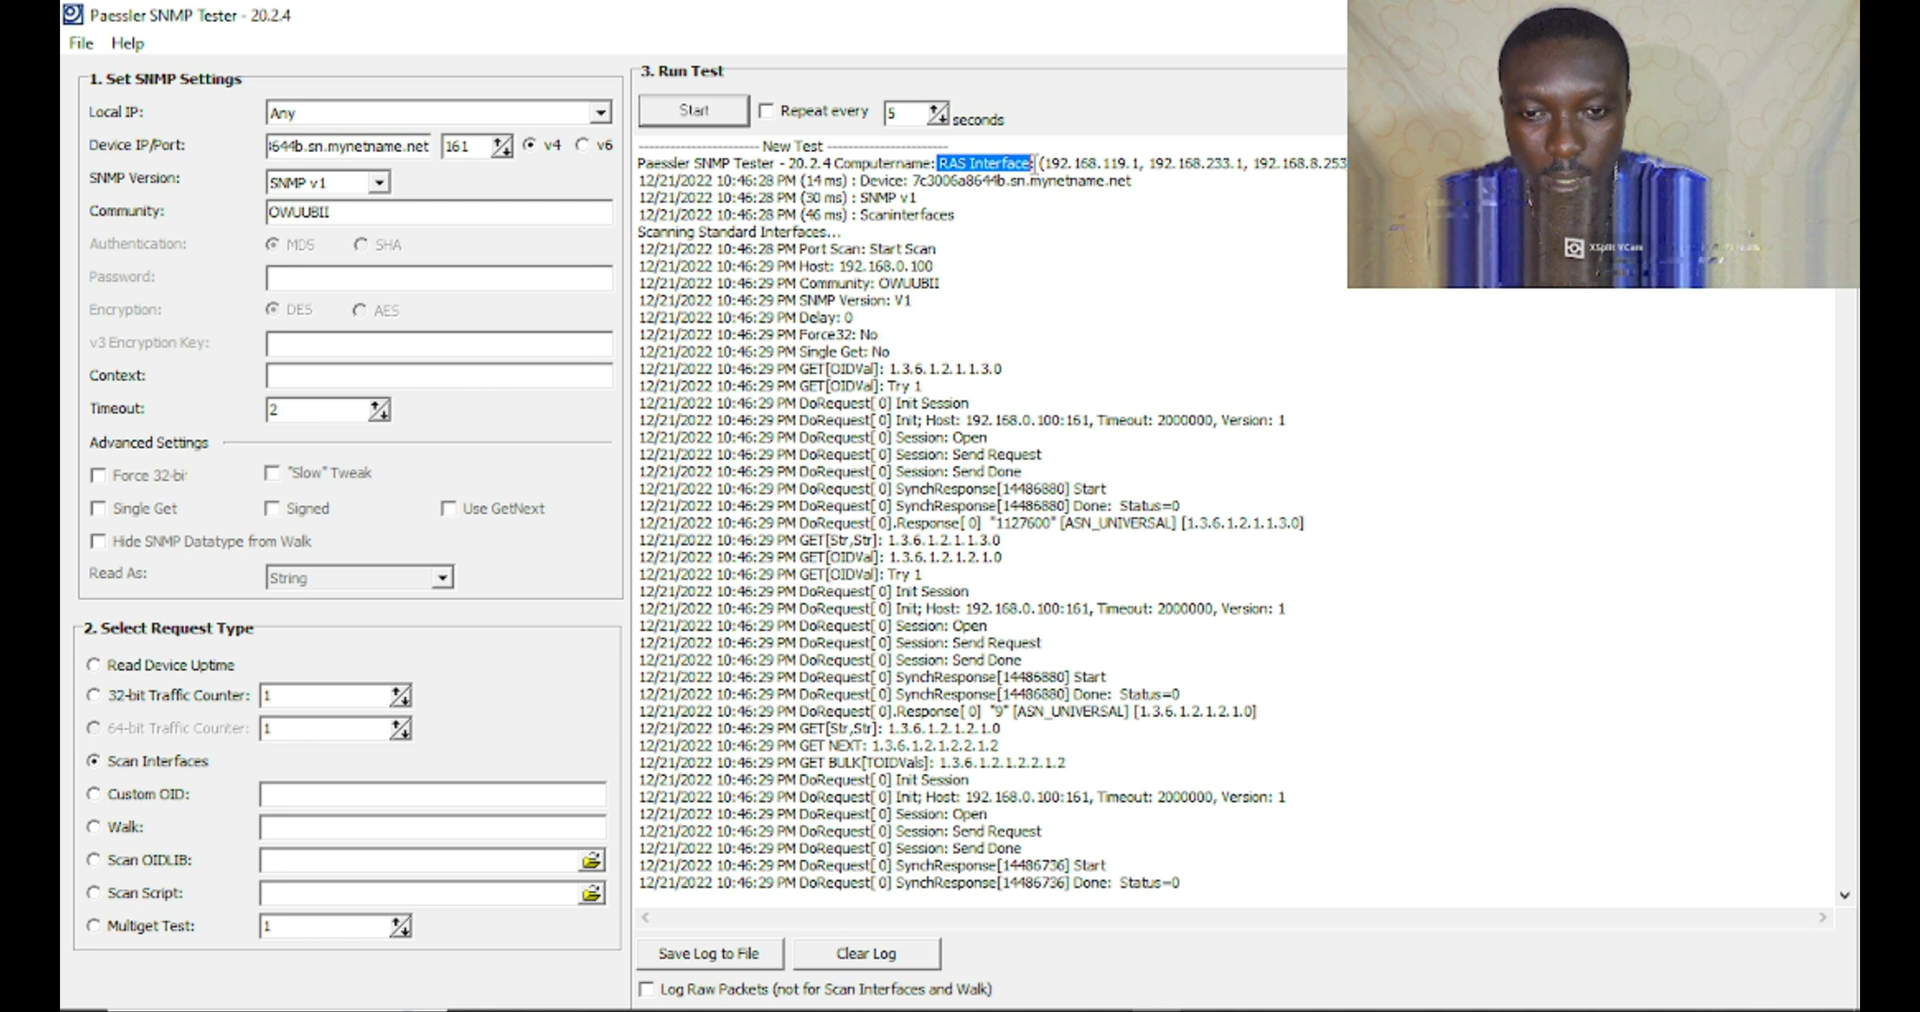 Paessler SNMP Tester - 20.2.4
File Help
1. Set SNMP Settings
Local IP: Any
Device IP/Port: 644b.sn.mynetname.net 161 v4 v6
SNMP Version: SNMP v1
Community: OWUUBII
Authentication: MD5 SHA
Password:
Encryption: DES AES
v3 Encryption Key:
Context:
Timeout: 2
Advanced Settings
Force 32-bi "Slow" Tweak
Single Get Signed Use GetNext
Hide SNMP Datatype from Walk
Read As: String
2. Select Request Type
Read Device Uptime
32-bit Traffic Counter: 1
64-bit Traffic Counter: 1
Scan Interfaces
Custom OID:
Walk:
Scan OIDLIB:
Scan Script:
Multiget Test: 1
3. Run Test
Start Repeat every 5 seconds
----------------------- New Test -----------------------
Paessler SNMP Tester - 20.2.4 Computername: RAS Interface: (192.168.119.1, 192.168.233.1, 192.168.8.253
12/21/2022 10:46:28 PM (14 ms) : Device: 7c3006a8644b.sn.mynetname.net
12/21/2022 10:46:28 PM (30 ms) : SNMP v1
12/21/2022 10:46:28 PM (46 ms) : Scaninterfaces
Scanning Standard Interfaces...
12/21/2022 10:46:28 PM Port Scan: Start Scan
12/21/2022 10:46:29 PM Host: 192.168.0.100
12/21/2022 10:46:29 PM Community: OWUUBII
12/21/2022 10:46:29 PM SNMP Version: V1
12/21/2022 10:46:29 PM Delay: 0
12/21/2022 10:46:29 PM Force32: No
12/21/2022 10:46:29 PM Single Get: No
12/21/2022 10:46:29 PM GET[OIDVal]: 1.3.6.1.2.1.1.3.0
12/21/2022 10:46:29 PM GET[OIDVal]: Try 1
12/21/2022 10:46:29 PM DoRequest[ 0] Init Session
12/21/2022 10:46:29 PM DoRequest[ 0] Init; Host: 192.168.0.100:161, Timeout: 2000000, Version: 1
12/21/2022 10:46:29 PM DoRequest[ 0] Session: Open
12/21/2022 10:46:29 PM DoRequest[ 0] Session: Send Request
12/21/2022 10:46:29 PM DoRequest[ 0] Session: Send Done
12/21/2022 10:46:29 PM DoRequest[ 0] SynchResponse[14486880] Start
12/21/2022 10:46:29 PM DoRequest[ 0] SynchResponse[14486880] Done: Status=0
12/21/2022 10:46:29 PM DoRequest[ 0].Response[ 0] "1127600" [ASN_UNIVERSAL] [1.3.6.1.2.1.1.3.0]
12/21/2022 10:46:29 PM GET[Str,Str]: 1.3.6.1.2.1.1.3.0
12/21/2022 10:46:29 PM GET[OIDVal]: 1.3.6.1.2.1.2.1.0
12/21/2022 10:46:29 PM GET[OIDVal]: Try 1
12/21/2022 10:46:29 PM DoRequest[ 0] Init Session
12/21/2022 10:46:29 PM DoRequest[ 0] Init; Host: 192.168.0.100:161, Timeout: 2000000, Version: 1
12/21/2022 10:46:29 PM DoRequest[ 0] Session: Open
12/21/2022 10:46:29 PM DoRequest[ 0] Session: Send Request
12/21/2022 10:46:29 PM DoRequest[ 0] Session: Send Done
12/21/2022 10:46:29 PM DoRequest[ 0] SynchResponse[14486880] Start
12/21/2022 10:46:29 PM DoRequest[ 0] SynchResponse[14486880] Done: Status=0
12/21/2022 10:46:29 PM DoRequest[ 0].Response[ 0] "9" [ASN_UNIVERSAL] [1.3.6.1.2.1.2.1.0]
12/21/2022 10:46:29 PM GET[Str,Str]: 1.3.6.1.2.1.2.1.0
12/21/2022 10:46:29 PM GET NEXT: 1.3.6.1.2.1.2.2.1.2
12/21/2022 10:46:29 PM GET BULK[TOIDVals]: 1.3.6.1.2.1.2.2.1.2
12/21/2022 10:46:29 PM DoRequest[ 0] Init Session
12/21/2022 10:46:29 PM DoRequest[ 0] Init; Host: 192.168.0.100:161, Timeout: 2000000, Version: 1
12/21/2022 10:46:29 PM DoRequest[ 0] Session: Open
12/21/2022 10:46:29 PM DoRequest[ 0] Session: Send Request
12/21/2022 10:46:29 PM DoRequest[ 0] Session: Send Done
12/21/2022 10:46:29 PM DoRequest[ 0] SynchResponse[14486736] Start
12/21/2022 10:46:29 PM DoRequest[ 0] SynchResponse[14486736] Done: Status=0
Save Log to File Clear Log
Log Raw Packets (not for Scan Interfaces and Walk)
XSplit VCam